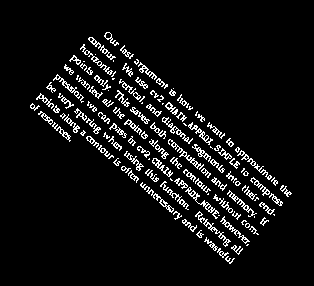 Our last argument is how we want to approximate the
contour. We use cv2.CHAIN_APPROX_SIMPLE to compress
horizontal, vertical, and diagonal segments into their end-
points only. This saves both computation and memory. If
we wanted all the points along the contour, without com-
pression, we can pass in cv2.CHAIN_APPROX_NONE; however,
be very sparing when using this function. Retrieving all
points along a contour is often unnecessary and is wasteful
of resources.